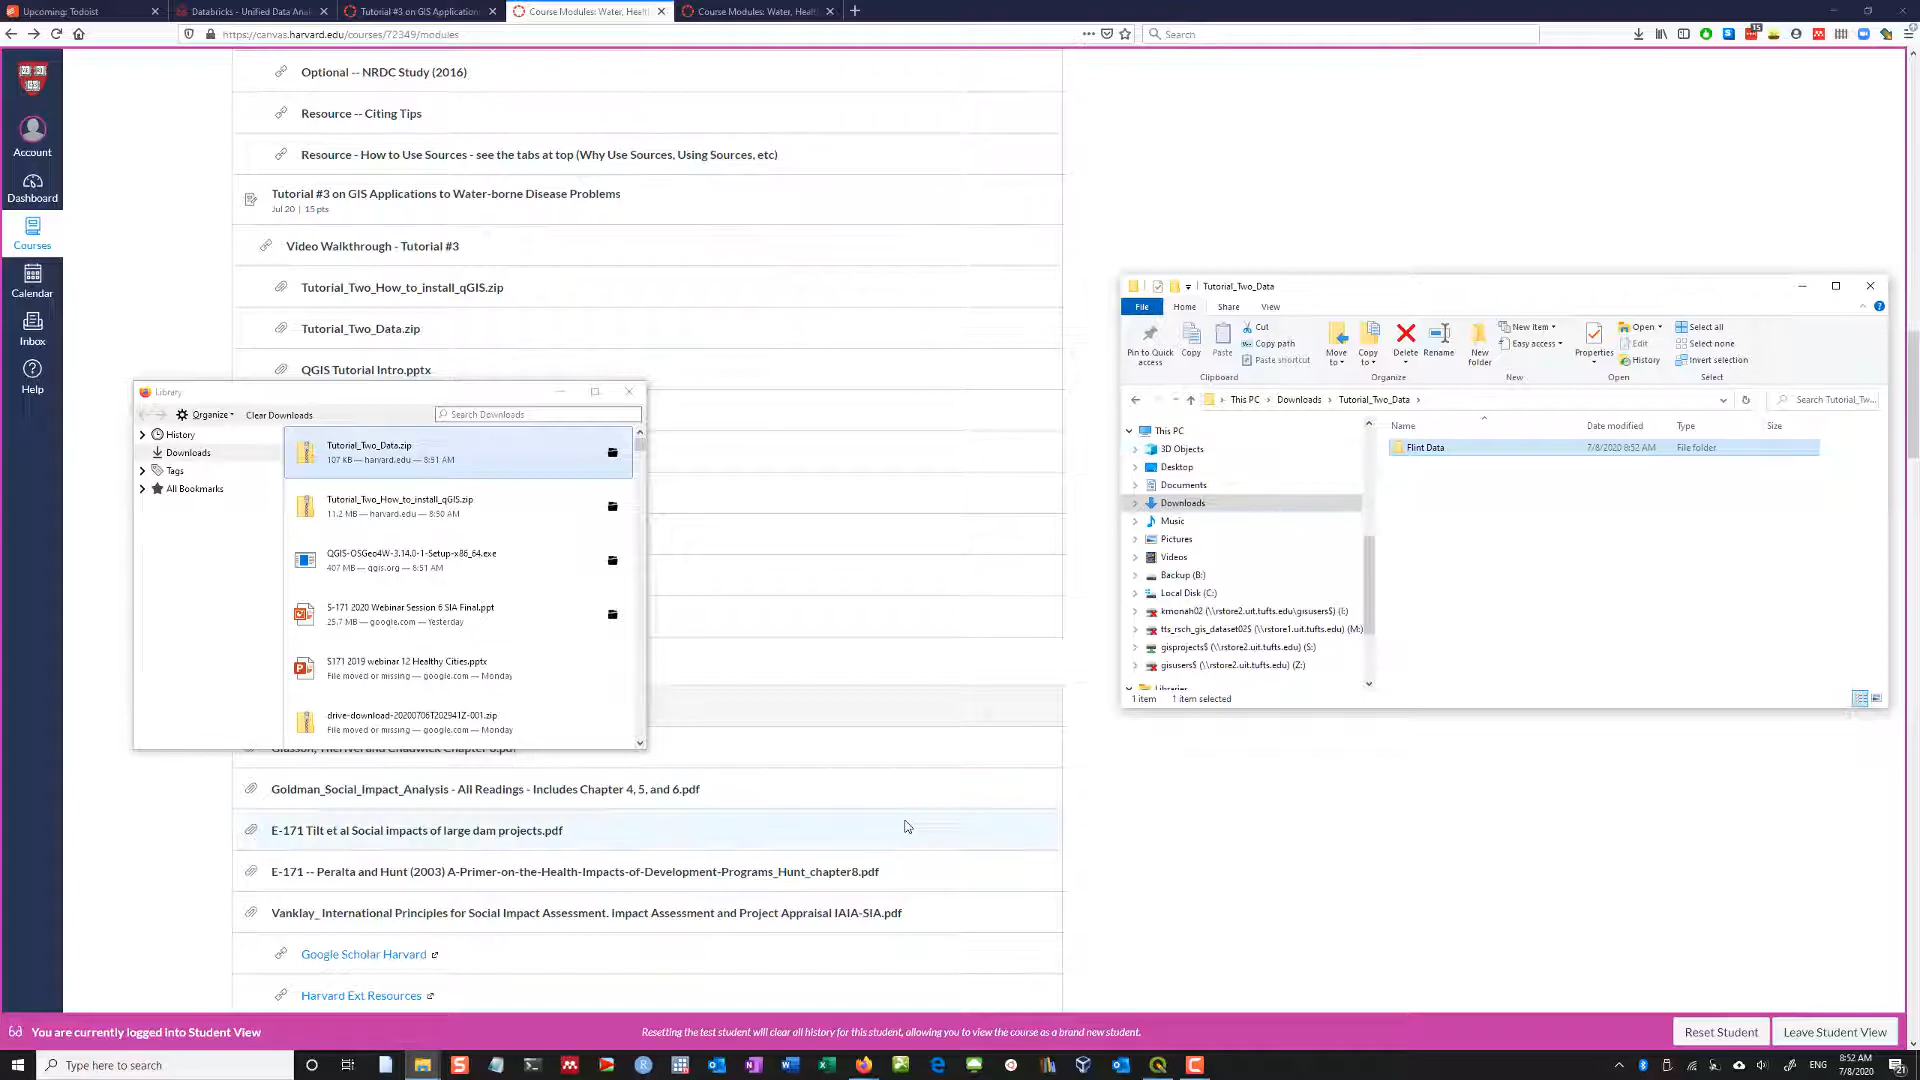 Upcoming: Todoist
Databricks - Unified Data Anal
Tutorial #3 on GIS Applications
Course Modules: Water, Healt
Course Modules: Water, Healt
https://canvas.harvard.edu/courses/72349/modules
Search
15
Account
Dashboard
Courses
Calendar
Inbox
Help
Optional -- NRDC Study (2016)
Resource -- Citing Tips
Resource - How to Use Sources - see the tabs at top (Why Use Sources, Using Sources, etc)
Tutorial #3 on GIS Applications to Water-borne Disease Problems
Jul 20 | 15 pts
Video Walkthrough - Tutorial #3
Tutorial_Two_How_to_install_qGIS.zip
Tutorial_Two_Data.zip
QGIS Tutorial Intro.pptx
Library
Organize
Clear Downloads
Search Downloads
History
Downloads
Tags
All Bookmarks
Tutorial_Two_Data.zip
107 KB — harvard.edu — 8:51 AM
Tutorial_Two_How_to_install_qGIS.zip
11.2 MB — harvard.edu — 8:50 AM
QGIS-OSGeo4W-3.14.0-1-Setup-x86_64.exe
407 MB — qgis.org — 8:51 AM
S-171 2020 Webinar Session 6 SIA Final.ppt
25.7 MB — google.com — Yesterday
S171 2019 webinar 12 Healthy Cities.pptx
File moved or missing — google.com — Monday
drive-download-20200706T202941Z-001.zip
File moved or missing — google.com — Monday
Goldman_Social_Impact_Analysis - All Readings - Includes Chapter 4, 5, and 6.pdf
E-171 Tilt et al Social impacts of large dam projects.pdf
E-171 -- Peralta and Hunt (2003) A-Primer-on-the-Health-Impacts-of-Development-Programs_Hunt_chapter8.pdf
Vanklay_ International Principles for Social Impact Assessment. Impact Assessment and Project Appraisal IAIA-SIA.pdf
Google Scholar Harvard
Harvard Ext Resources
Tutorial_Two_Data
File Home Share View
Pin to Quick access
Copy
Paste
Cut
Copy path
Paste shortcut
Clipboard
Move to
Copy to
Delete
Rename
Organize
New folder
New item
Easy access
New
Properties
Open
Edit
History
Open
Select all
Select none
Invert selection
Select
This PC > Downloads > Tutorial_Two_Data >
Search Tutorial_Tw...
This PC
3D Objects
Desktop
Documents
Downloads
Music
Pictures
Videos
Backup (B:)
Local Disk (C:)
kmonah02 (\\rstore2.uit.tufts.edu\gisusers$) (I:)
tts_rsch_gis_dataset02$ (\\rstore1.uit.tufts.edu) (M:)
gisprojects$ (\\rstore2.uit.tufts.edu) (S:)
gisusers$ (\\rstore2.uit.tufts.edu) (Z:)
Libraries
Name Date modified Type Size
Flint Data 7/8/2020 8:52 AM File folder
1 item 1 item selected
You are currently logged into Student View
Resetting the test student will clear all history for this student, allowing you to view the course as a brand new student.
Reset Student
Leave Student View
Type here to search
ENG
8:52 AM
7/8/2020
21